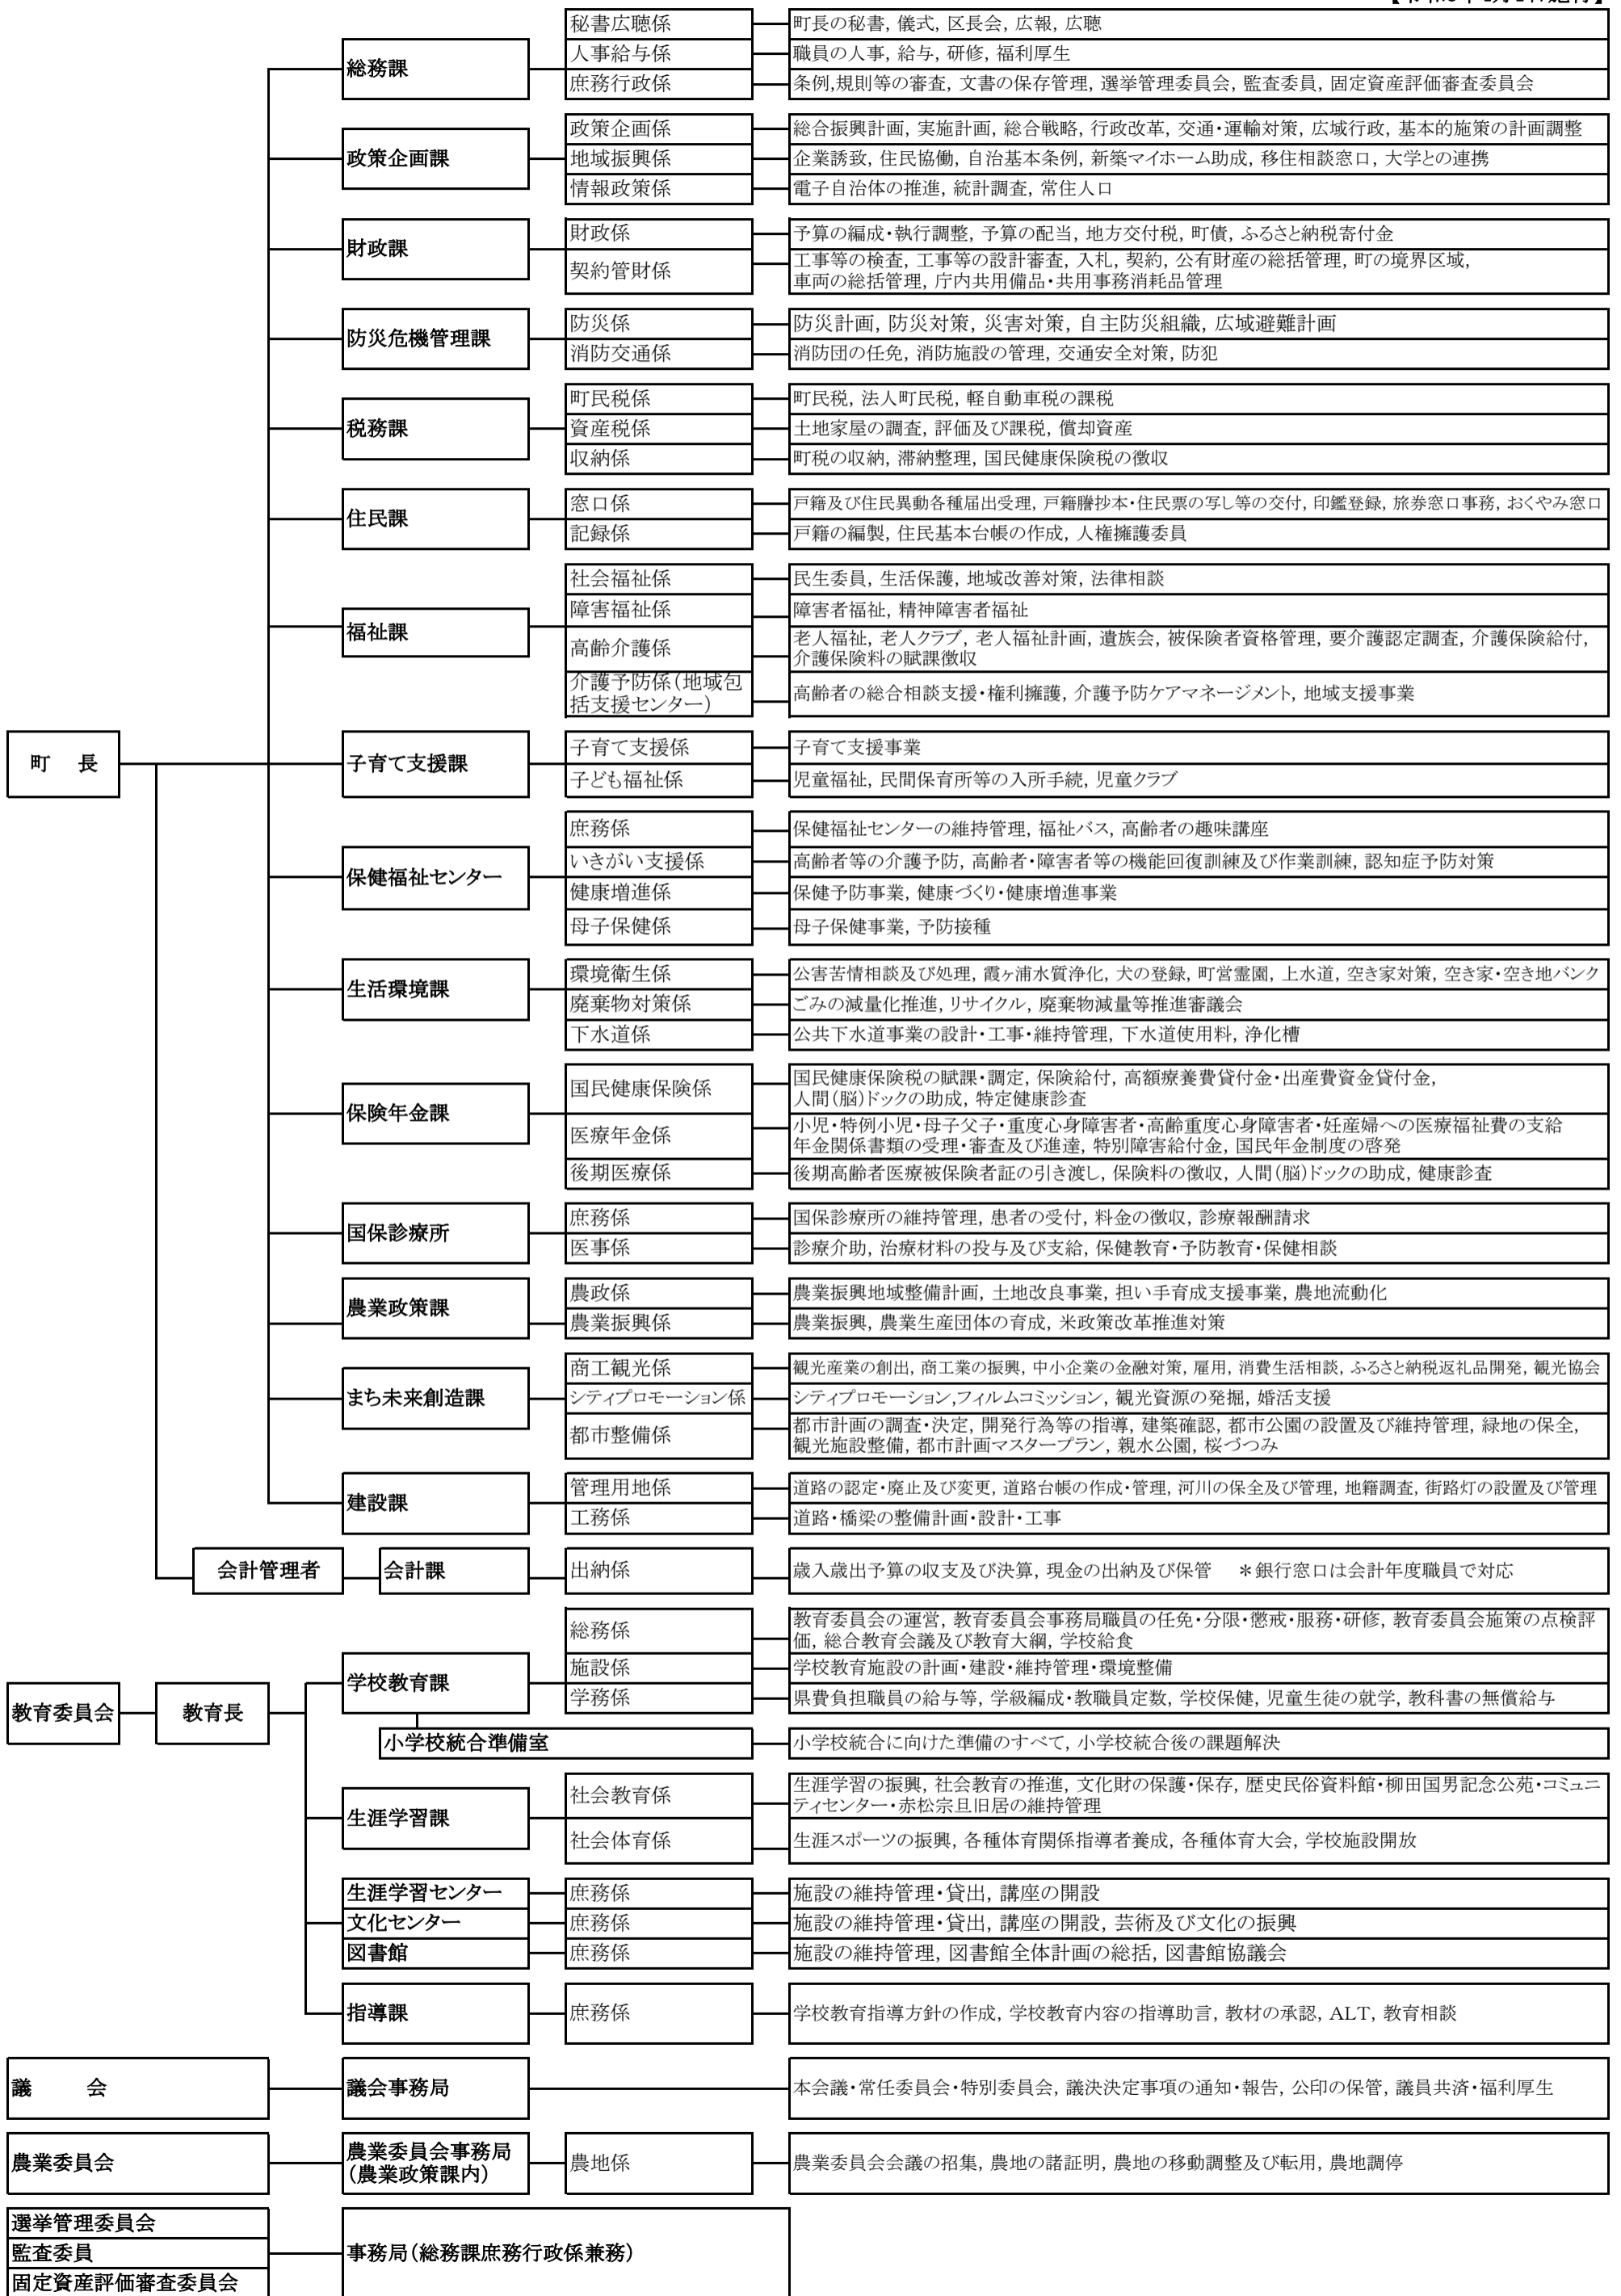 秘書広聴係 町長の秘書, 儀式, 区長会, 広報, 広聴
総務課 人事給与係 職員の人事, 給与, 研修, 福利厚生
庶務行政係 条例,規則等の審査, 文書の保存管理, 選挙管理委員会, 監査委員, 固定資産評価審査委員会
政策企画係 総合振興計画, 実施計画, 総合戦略, 行政改革, 交通・運輸対策, 広域行政, 基本的施策の計画調整
政策企画課 地域振興係 企業誘致, 住民協働, 自治基本条例, 新築マイホーム助成, 移住相談窓口, 大学との連携
情報政策係 電子自治体の推進, 統計調査, 常住人口
財政課 財政係 予算の編成・執行調整, 予算の配当, 地方交付税, 町債, ふるさと納税寄付金
契約管財係 工事等の検査, 工事等の設計審査, 入札, 契約, 公有財産の総括管理, 町の境界区域,
車両の総括管理, 庁内共用備品・共用事務消耗品管理
防災危機管理課 防災係 防災計画, 防災対策, 災害対策, 自主防災組織, 広域避難計画
消防交通係 消防団の任免, 消防施設の管理, 交通安全対策, 防犯
町民税係 町民税, 法人町民税, 軽自動車税の課税
税務課 資産税係 土地家屋の調査, 評価及び課税, 償却資産
収納係 町税の収納, 滞納整理, 国民健康保険税の徴収
住民課 窓口係 戸籍及び住民異動各種届出受理, 戸籍謄抄本・住民票の写し等の交付, 印鑑登録, 旅券窓口事務, おくやみ窓口
記録係 戸籍の編製, 住民基本台帳の作成, 人権擁護委員
社会福祉係 民生委員, 生活保護, 地域改善対策, 法律相談
福祉課 障害福祉係 障害者福祉, 精神障害者福祉
高齢介護係 老人福祉, 老人クラブ, 老人福祉計画, 遺族会, 被保険者資格管理, 要介護認定調査, 介護保険給付,
介護保険料の賦課徴収
介護予防係(地域包
括支援センター) 高齢者の総合相談支援・権利擁護, 介護予防ケアマネージメント, 地域支援事業
町 長 子育て支援課 子育て支援係 子育て支援事業
子ども福祉係 児童福祉, 民間保育所等の入所手続, 児童クラブ
庶務係 保健福祉センターの維持管理, 福祉バス, 高齢者の趣味講座
保健福祉センター いきがい支援係 高齢者等の介護予防, 高齢者・障害者等の機能回復訓練及び作業訓練, 認知症予防対策
健康増進係 保健予防事業, 健康づくり・健康増進事業
母子保健係 母子保健事業, 予防接種
生活環境課 環境衛生係 公害苦情相談及び処理, 霞ヶ浦水質浄化, 犬の登録, 町営霊園, 上水道, 空き家対策, 空き家・空き地バンク
廃棄物対策係 ごみの減量化推進, リサイクル, 廃棄物減量等推進審議会
下水道係 公共下水道事業の設計・工事・維持管理, 下水道使用料, 浄化槽
保険年金課 国民健康保険係 国民健康保険税の賦課・調定, 保険給付, 高額療養費貸付金・出産費資金貸付金,
人間(脳)ドックの助成, 特定健康診査
医療年金係 小児・特例小児・母子父子・重度心身障害者・高齢重度心身障害者・妊産婦への医療福祉費の支給
年金関係書類の受理・審査及び進達, 特別障害給付金, 国民年金制度の啓発
後期医療係 後期高齢者医療被保険者証の引き渡し, 保険料の徴収, 人間(脳)ドックの助成, 健康診査
国保診療所 庶務係 国保診療所の維持管理, 患者の受付, 料金の徴収, 診療報酬請求
医事係 診療介助, 治療材料の投与及び支給, 保健教育・予防教育・保健相談
農業政策課 農政係 農業振興地域整備計画, 土地改良事業, 担い手育成支援事業, 農地流動化
農業振興係 農業振興, 農業生産団体の育成, 米政策改革推進対策
商工観光係 観光産業の創出, 商工業の振興, 中小企業の金融対策, 雇用, 消費生活相談, ふるさと納税返礼品開発, 観光協会
まち未来創造課 シティプロモーション係 シティプロモーション,フィルムコミッション, 観光資源の発掘, 婚活支援
都市整備係 都市計画の調査・決定, 開発行為等の指導, 建築確認, 都市公園の設置及び維持管理, 緑地の保全,
観光施設整備, 都市計画マスタープラン, 親水公園, 桜づつみ
建設課 管理用地係 道路の認定・廃止及び変更, 道路台帳の作成・管理, 河川の保全及び管理, 地籍調査, 街路灯の設置及び管理
工務係 道路・橋梁の整備計画・設計・工事
会計管理者 会計課 出納係 歳入歳出予算の収支及び決算, 現金の出納及び保管 *銀行窓口は会計年度職員で対応
総務係 教育委員会の運営, 教育委員会事務局職員の任免・分限・懲戒・服務・研修, 教育委員会施策の点検評
価, 総合教育会議及び教育大綱, 学校給食
学校教育課 施設係 学校教育施設の計画・建設・維持管理・環境整備
教育委員会 教育長 学務係 県費負担職員の給与等, 学級編成・教職員定数, 学校保健, 児童生徒の就学, 教科書の無償給与
小学校統合準備室 小学校統合に向けた準備のすべて, 小学校統合後の課題解決
生涯学習課 社会教育係 生涯学習の振興, 社会教育の推進, 文化財の保護・保存, 歴史民俗資料館・柳田国男記念公苑・コミュニ
ティセンター・赤松宗旦旧居の維持管理
社会体育係 生涯スポーツの振興, 各種体育関係指導者養成, 各種体育大会, 学校施設開放
生涯学習センター 庶務係 施設の維持管理・貸出, 講座の開設
文化センター 庶務係 施設の維持管理・貸出, 講座の開設, 芸術及び文化の振興
図書館 庶務係 施設の維持管理, 図書館全体計画の総括, 図書館協議会
指導課 庶務係 学校教育指導方針の作成, 学校教育内容の指導助言, 教材の承認, ALT, 教育相談
議 会 議会事務局 本会議・常任委員会・特別委員会, 議決決定事項の通知・報告, 公印の保管, 議員共済・福利厚生
農業委員会 農業委員会事務局
(農業政策課内) 農地係 農業委員会会議の招集, 農地の諸証明, 農地の移動調整及び転用, 農地調停
選挙管理委員会
監査委員 事務局(総務課庶務行政係兼務)
固定資産評価審査委員会